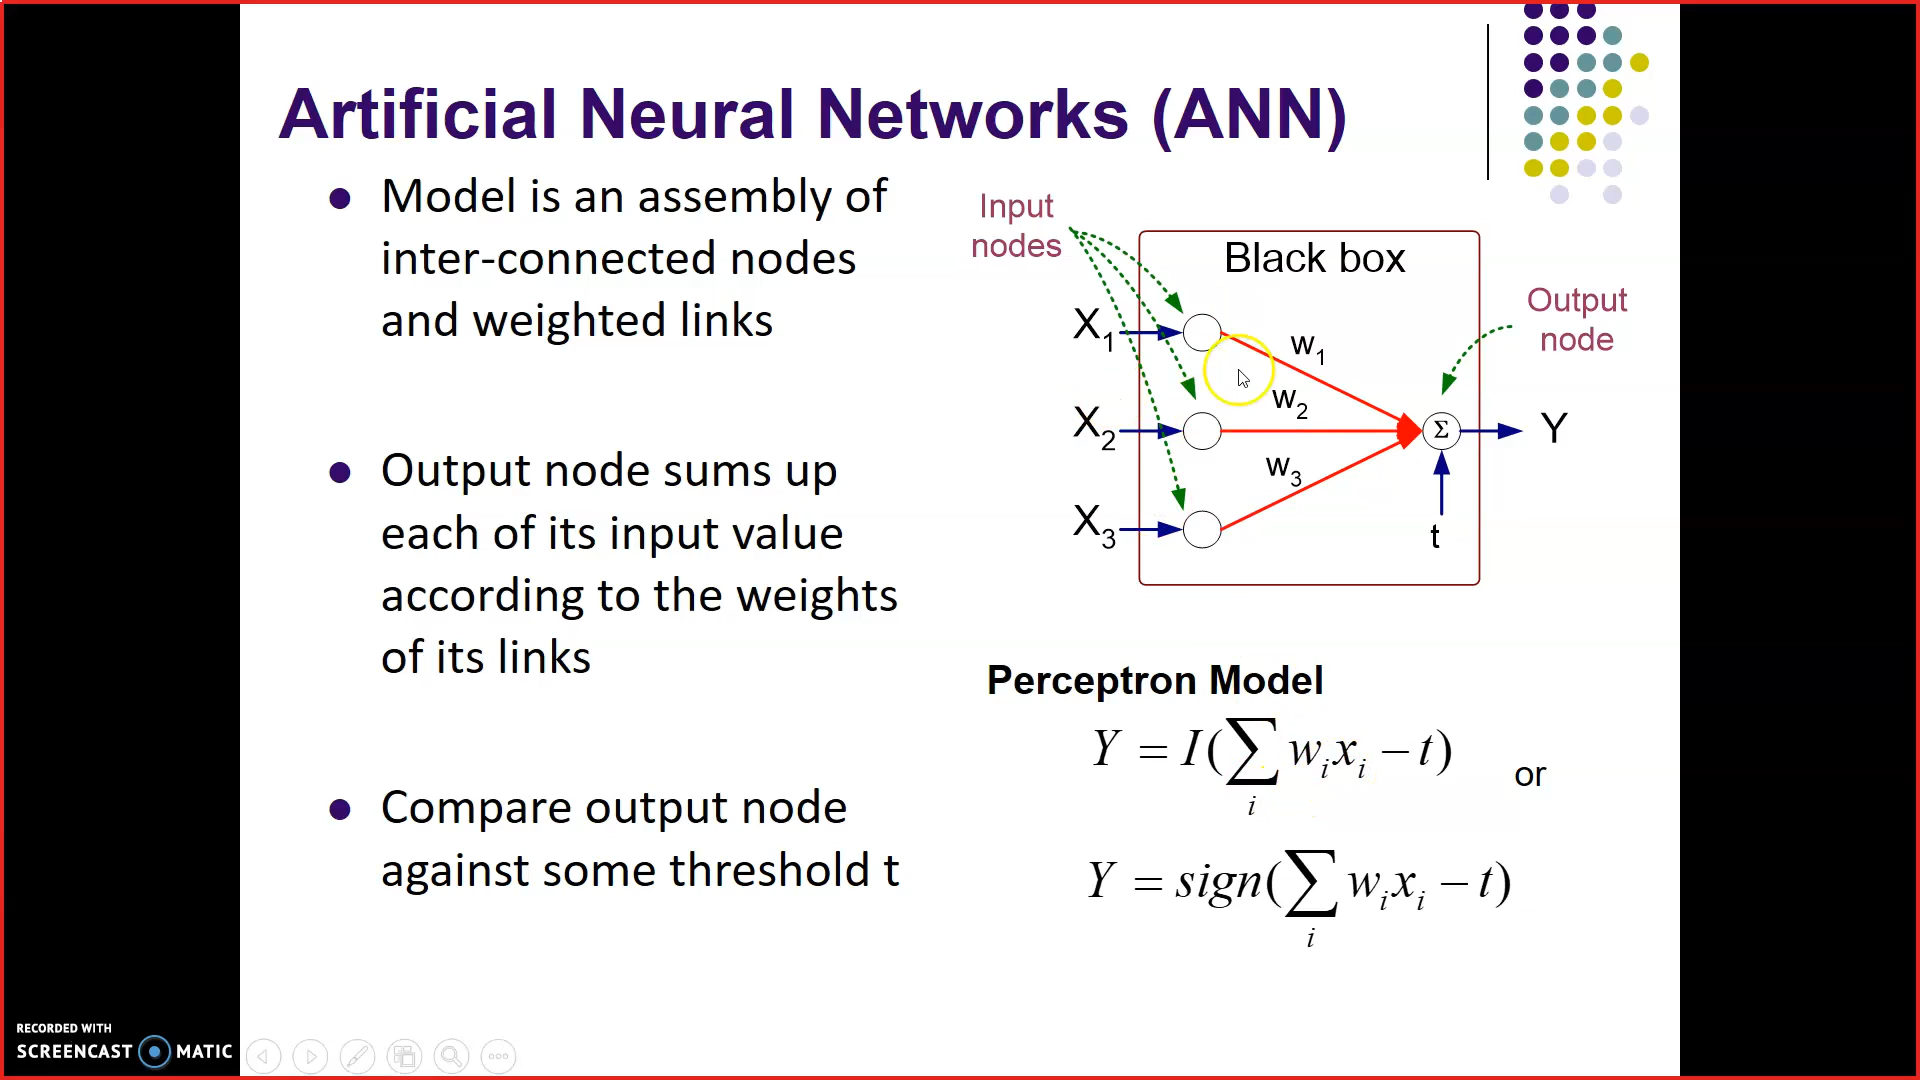 Artificial Neural Networks (ANN)
Model is an assembly of
inter-connected nodes
and weighted links
Output node sums up
each of its input value
according to the weights
of its links
Compare output node
against some threshold t
Input
nodes
Black box
Output
node
X1
w1
w2
X2
Σ
Y
w3
X3
t
Perceptron Model
Y = I(∑i wixi − t)
or
Y = sign(∑i wixi − t)
RECORDED WITH
SCREENCAST MATIC